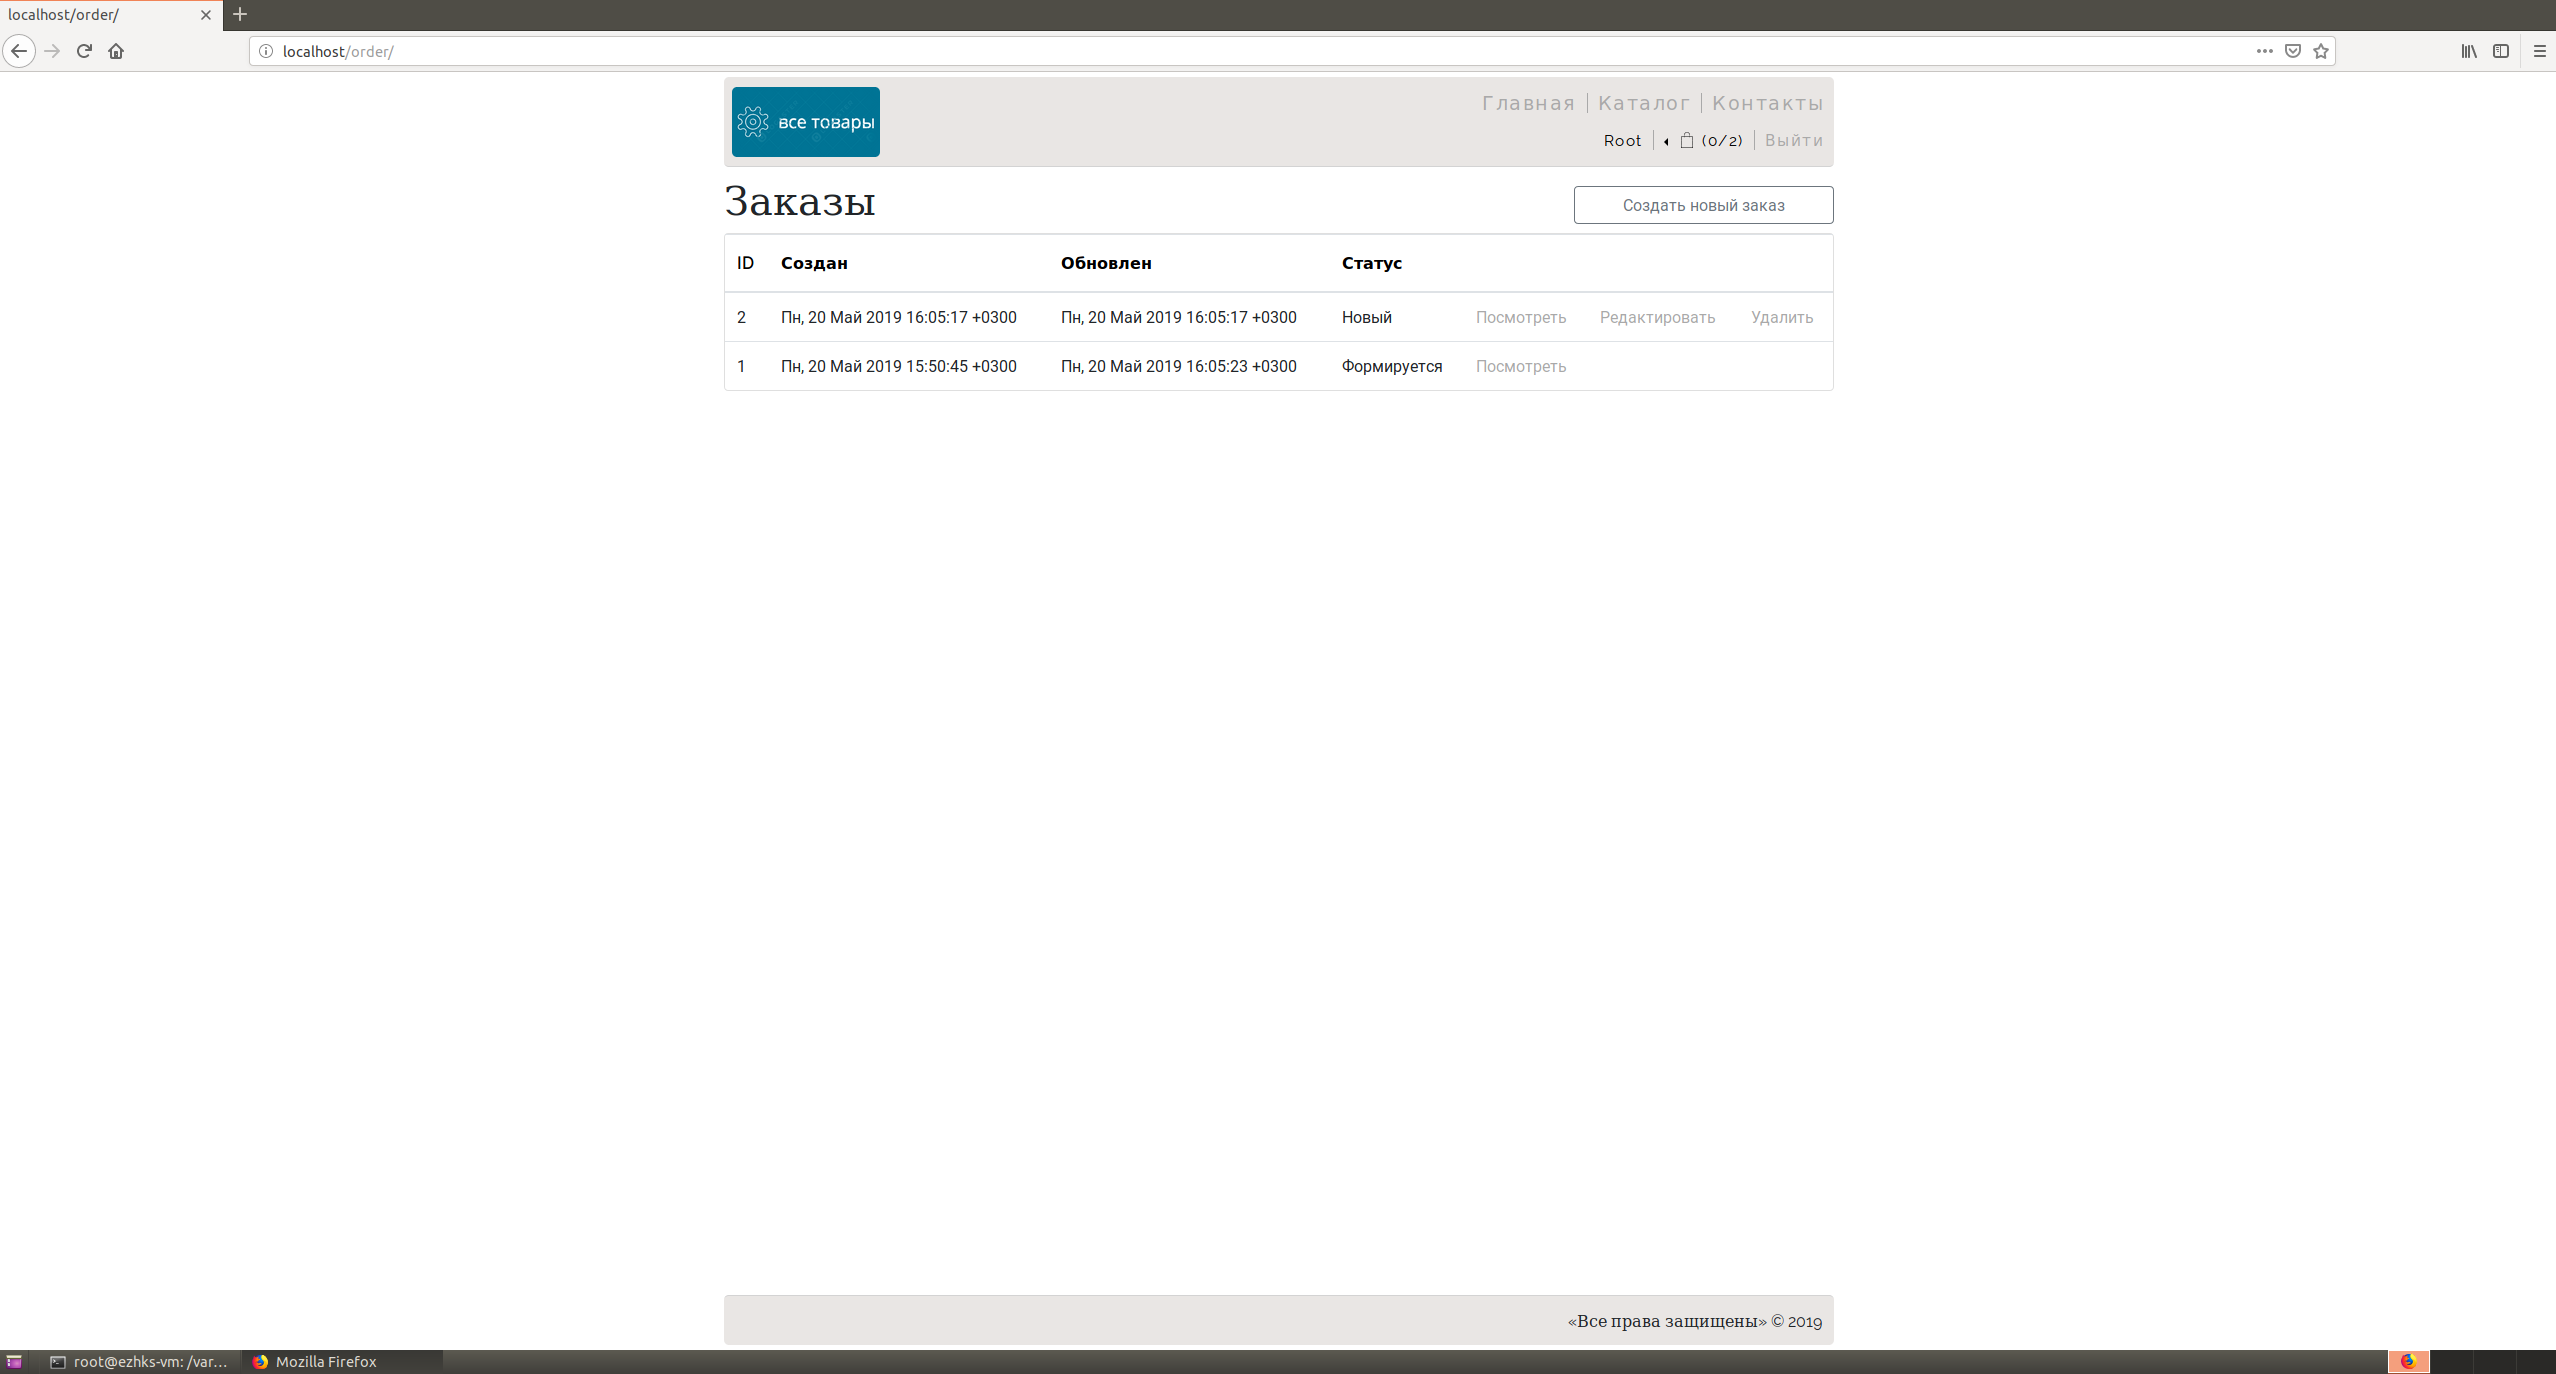 localhost/order/
localhost/order/
все товары
Главная Каталог Контакты
Root (0/2) Выйти
Заказы
Создать новый заказ
ID Создан Обновлен Статус
2 Пн, 20 Май 2019 16:05:17 +0300 Пн, 20 Май 2019 16:05:17 +0300 Новый Посмотреть Редактировать Удалить
1 Пн, 20 Май 2019 15:50:45 +0300 Пн, 20 Май 2019 16:05:23 +0300 Формируется Посмотреть
«Все права защищены» © 2019
root@ezhks-vm: /var... Mozilla Firefox